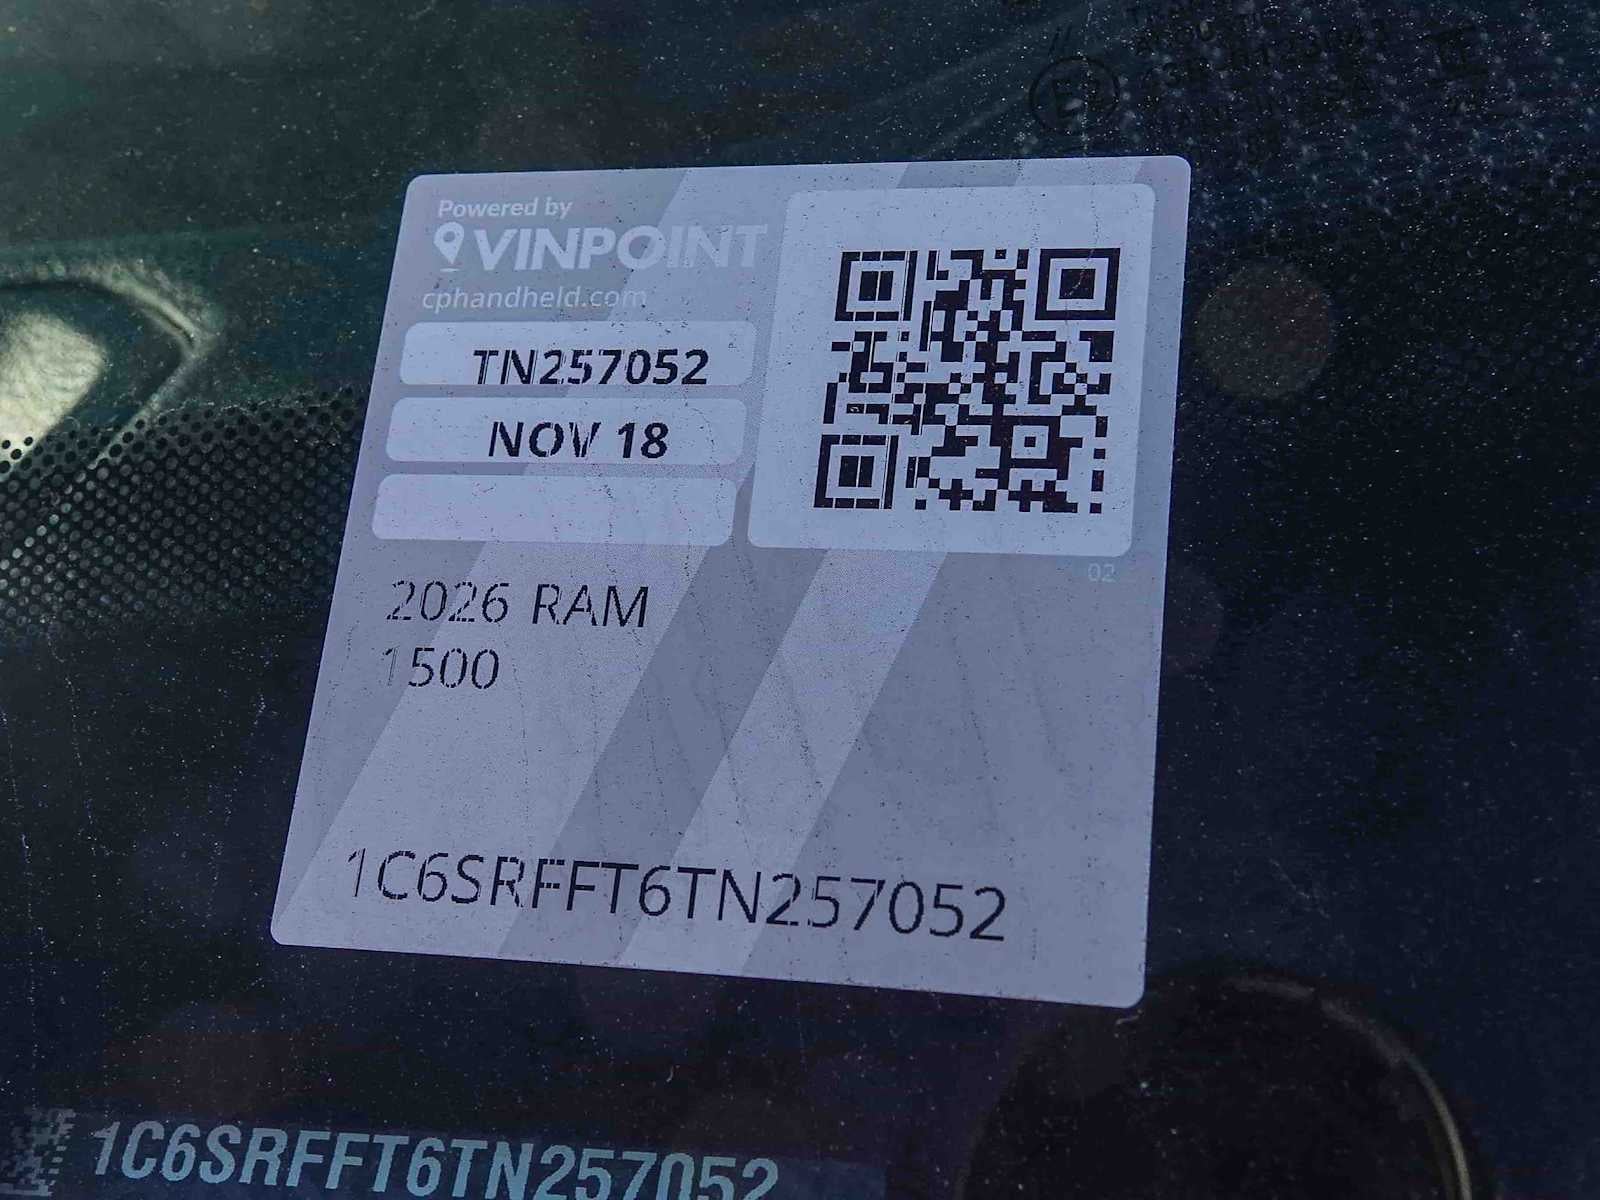 Powered by
VINPOINT
cphandheld.com
TN257052
NOV 18
2026 RAM
1500
02
1C6SRFFT6TN257052
1C6SRFFT6TN257052